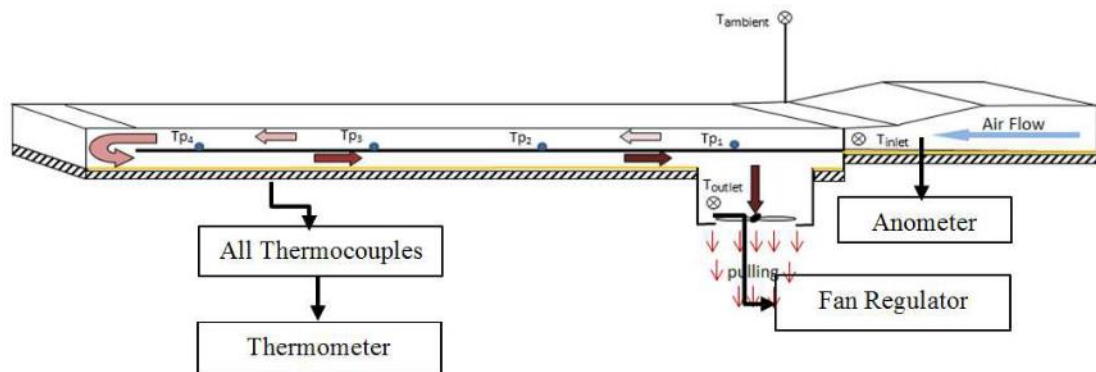 Tambient
Tp4
Tp3
Tp2
Tp1
Tinlet
Air Flow
Toutlet
Anometer
All Thermocouples
pulling
Fan Regulator
Thermometer